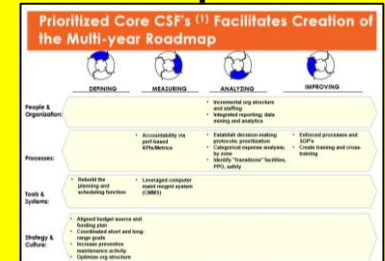 Prioritized Core CSF's (1) Facilitates Creation of
the Multi-year Roadmap
DEFINING MEASURING ANALYZING IMPROVING
People &
Organization:
• Incremental org structure
and staffing
• Integrated reporting; data
mining and analytics
Processes:
• Accountability via
perf-based
KPIs/Metrics
• Establish decision-making
protocols; prioritization
• Categorical expense analysis;
by zone
• Identify "transitions" facilities,
PPO, safety
• Enforced processes and
SOP's
• Create training and cross-
training
Tools &
Systems:
• Rebuild the
planning and
scheduling function
• Leveraged computer
maint mngmt system
(CMMS)
Strategy &
Culture:
• Aligned budget source and
funding plan
• Coordinated short and long-
range goals
• Increase preventive
maintenance activity
• Optimize org structure